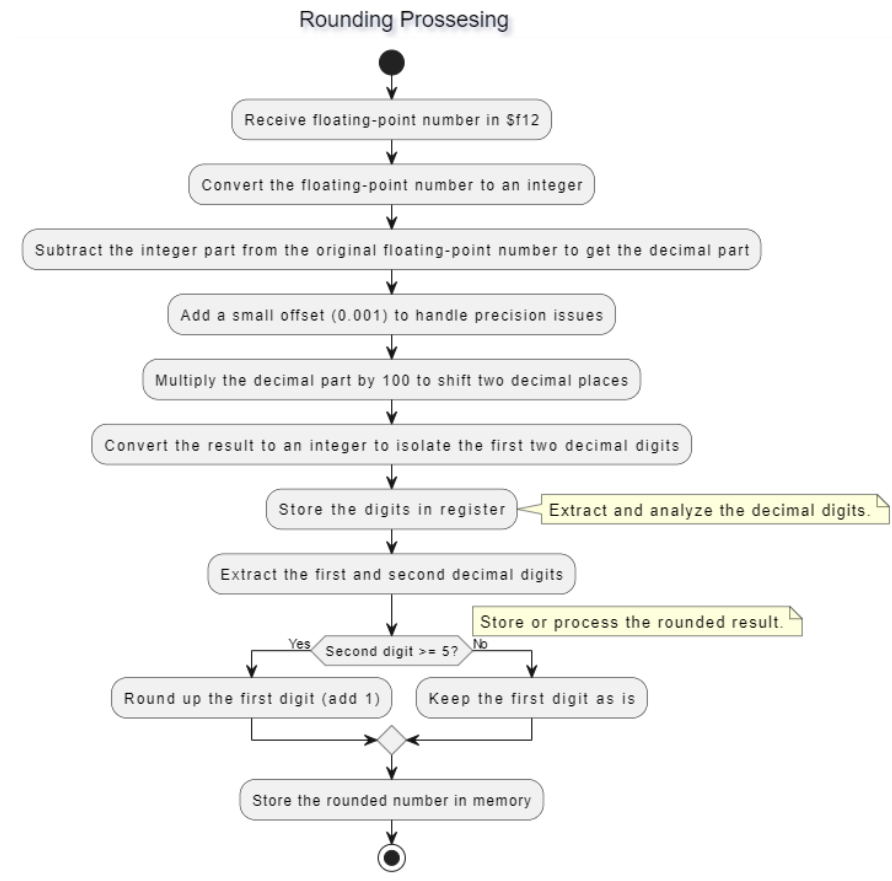 Rounding Prossesing
Receive floating-point number in $f12
Convert the floating-point number to an integer
Subtract the integer part from the original floating-point number to get the decimal part
Add a small offset (0.001) to handle precision issues
Multiply the decimal part by 100 to shift two decimal places
Convert the result to an integer to isolate the first two decimal digits
Store the digits in register
Extract and analyze the decimal digits.
Extract the first and second decimal digits
Store or process the rounded result.
Yes
Second digit >= 5?
No
Round up the first digit (add 1)
Keep the first digit as is
Store the rounded number in memory